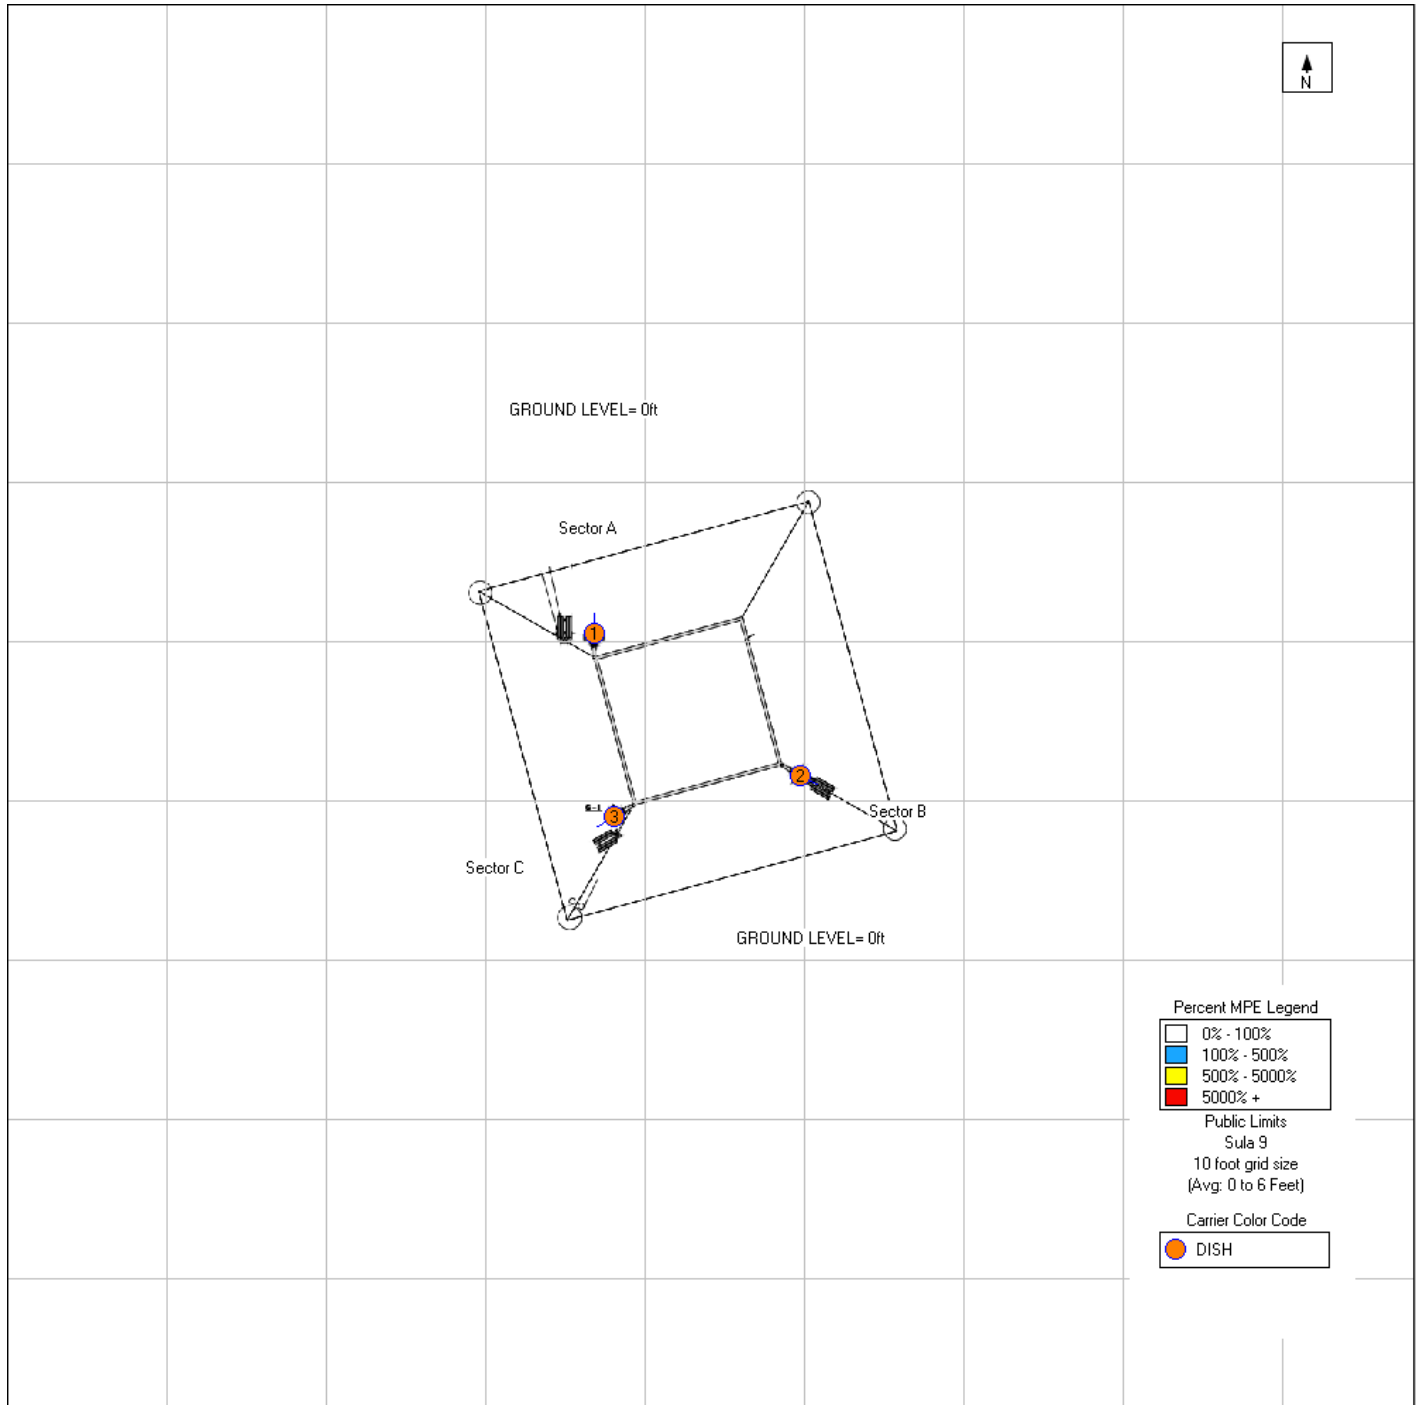 N
GROUND LEVEL= 0ft
Sector A
1
2
Sector B
3
Sector C
GROUND LEVEL= 0ft
Percent MPE Legend
0% - 100%
100% - 500%
500% - 5000%
5000% +
Public Limits
Sula 9
10 foot grid size
(Avg: 0 to 6 Feet)
Carrier Color Code
DISH